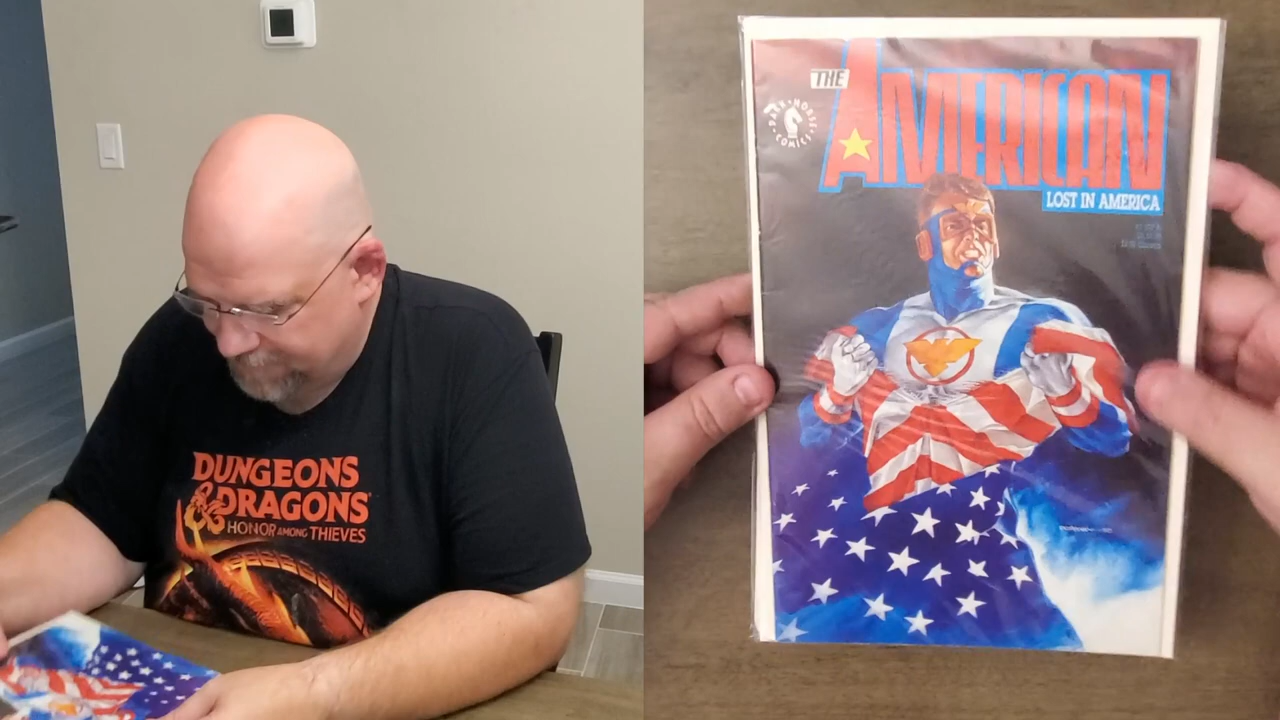 DUNGEONS
& DRAGONS
HONOR AMONG THIEVES
THE
AMERICAN
DARK HORSE COMICS
LOST IN AMERICA